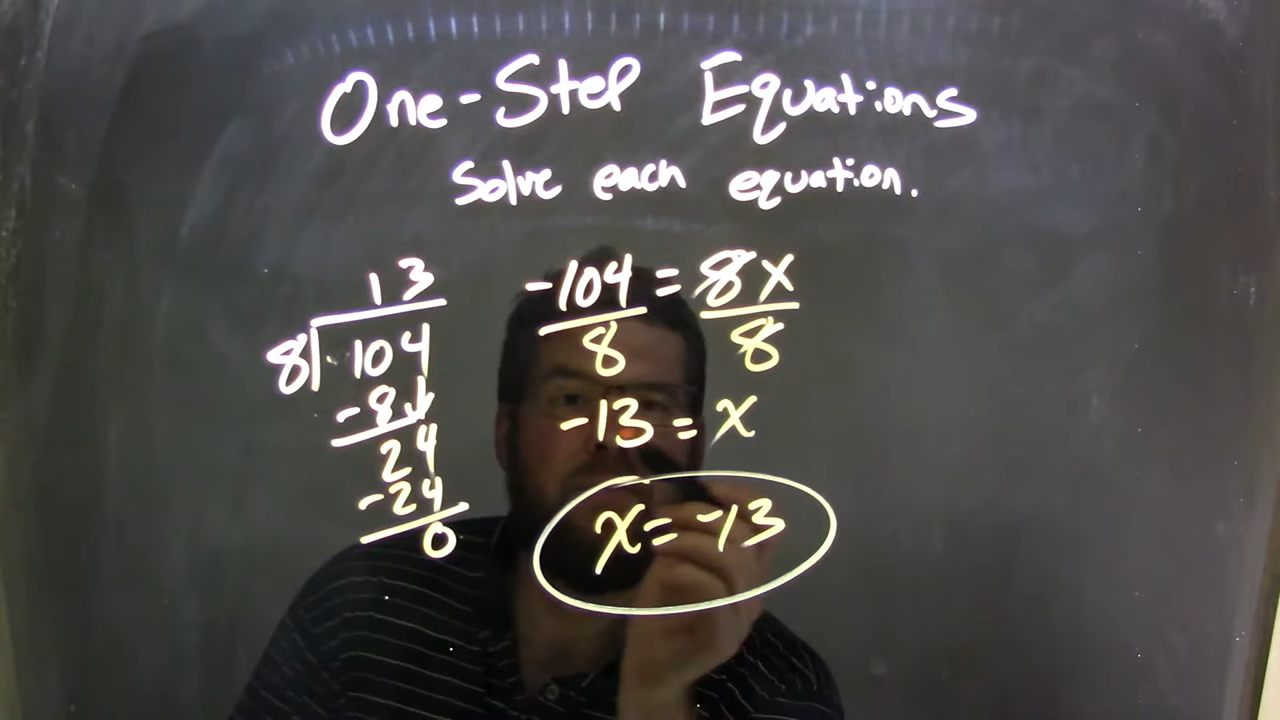 One-Step Equations
Solve each equation.
13
8 104
-8
24
-24
0
-104 = 8x
8 8
-13 = x
x = -13